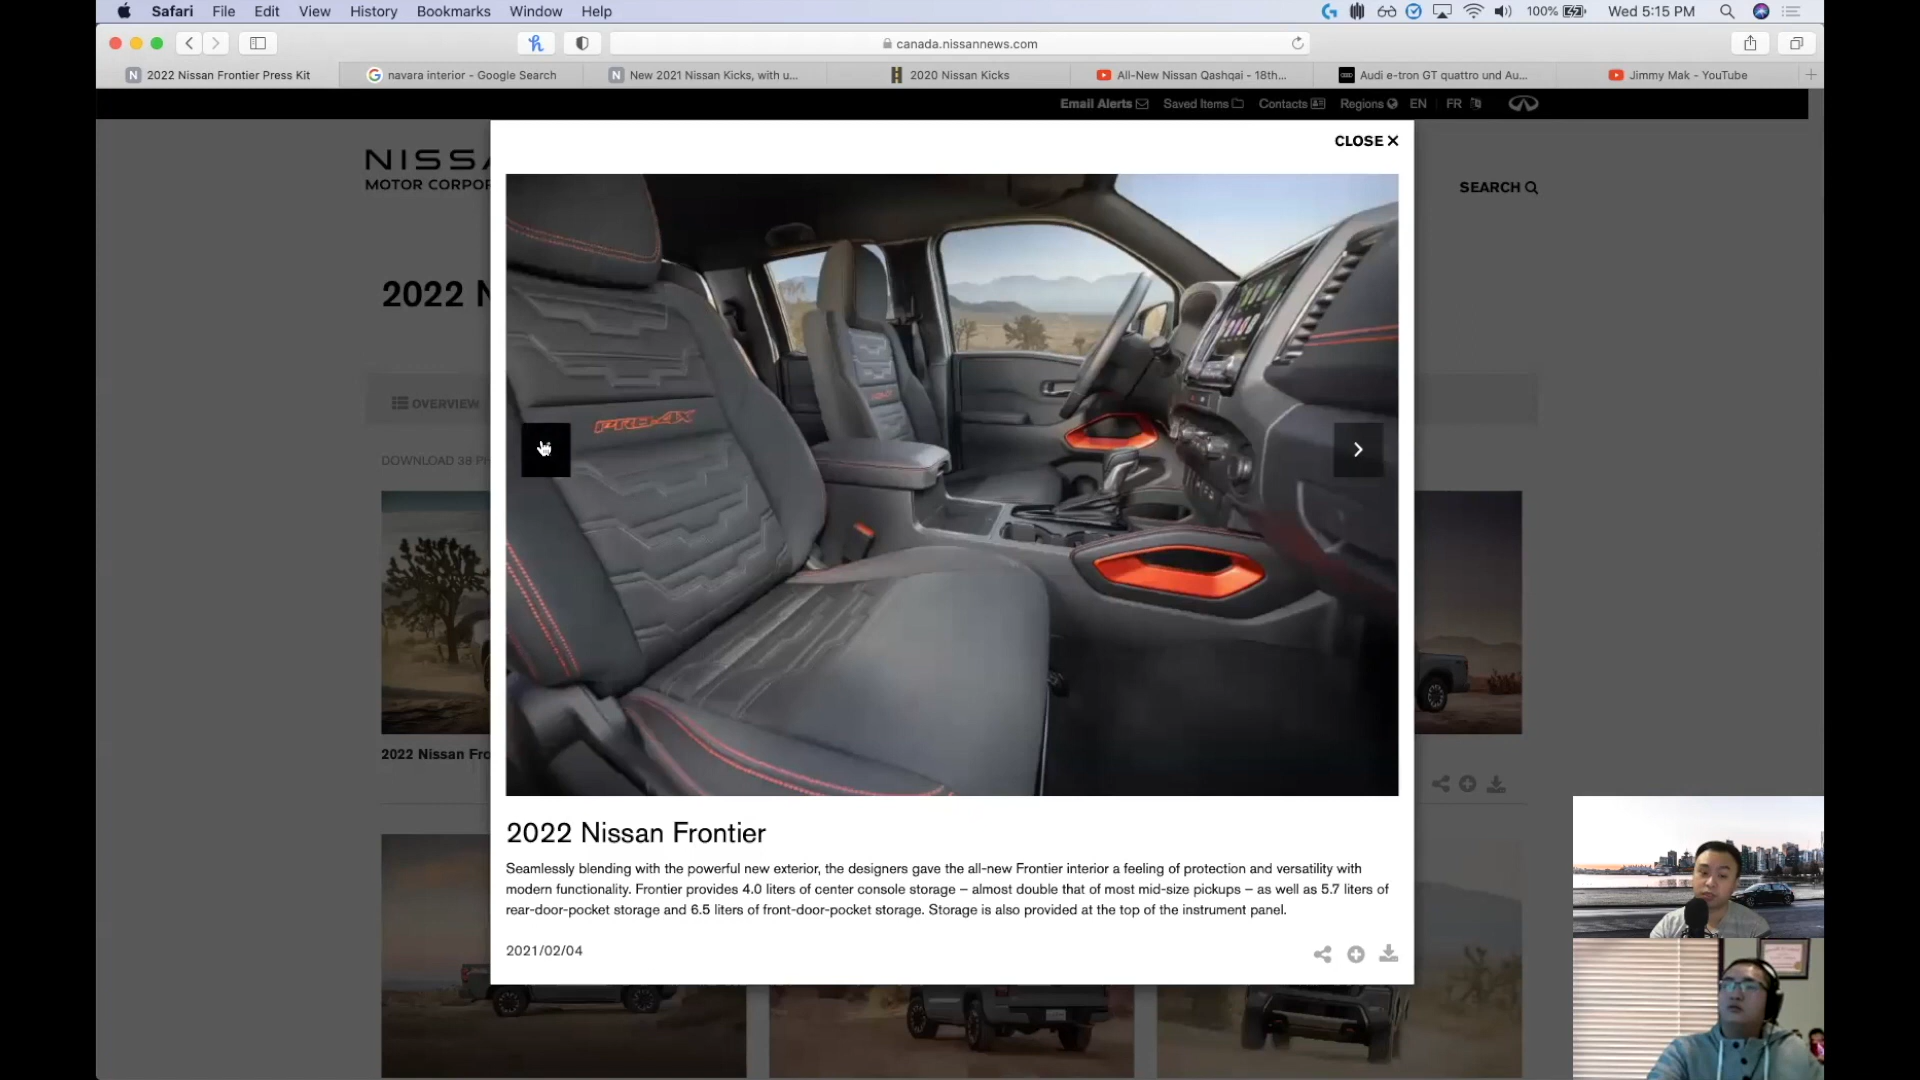 Safari File Edit View History Bookmarks Window Help 100% Wed 5:15 PM
canada.nissannews.com
2022 Nissan Frontier Press Kit navara interior - Google Search New 2021 Nissan Kicks, with u... 2020 Nissan Kicks All-New Nissan Qashqai - 18th... Audi e-tron GT quattro und Au... Jimmy Mak - YouTube
Email Alerts Saved Items Contacts Regions EN FR
CLOSE
NISSA
MOTOR CORPOR
SEARCH
2022 N
OVERVIEW
DOWNLOAD 38 PH
PRO-4X
2022 Nissan Fro
2022 Nissan Frontier
Seamlessly blending with the powerful new exterior, the designers gave the all-new Frontier interior a feeling of protection and versatility with
modern functionality. Frontier provides 4.0 liters of center console storage – almost double that of most mid-size pickups – as well as 5.7 liters of
rear-door-pocket storage and 6.5 liters of front-door-pocket storage. Storage is also provided at the top of the instrument panel.
2021/02/04